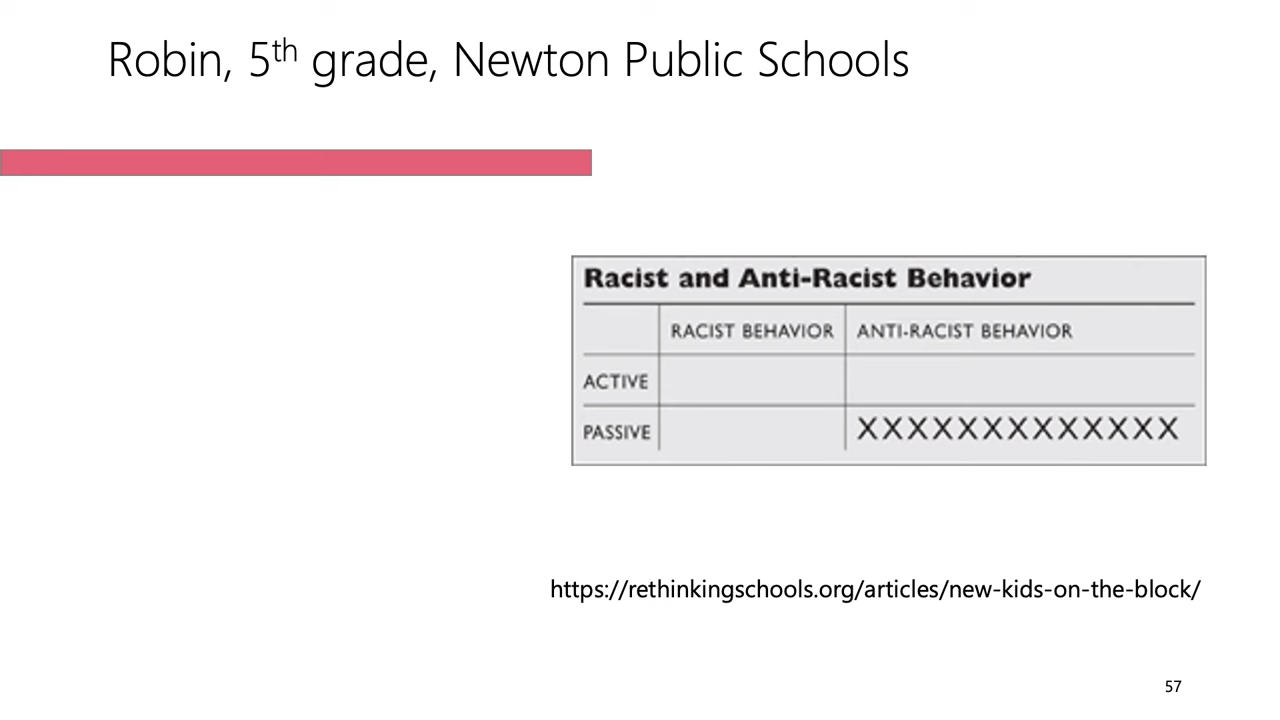 Robin, 5th grade, Newton Public Schools
Racist and Anti-Racist Behavior
RACIST BEHAVIOR ANTI-RACIST BEHAVIOR
ACTIVE
PASSIVE XXXXXXXXXXXXX
https://rethinkingschools.org/articles/new-kids-on-the-block/
57